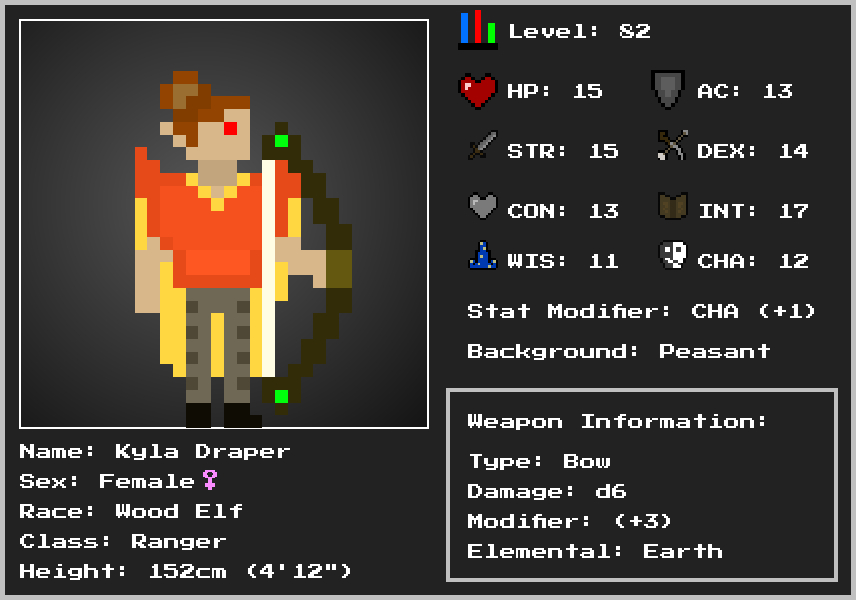 Level: 82
HP: 15 AC: 13
STR: 15 DEX: 14
CON: 13 INT: 17
WIS: 11 CHA: 12
Stat Modifier: CHA (+1)
Background: Peasant
Weapon Information:
Type: Bow
Damage: d6
Modifier: (+3)
Elemental: Earth
Name: Kyla Draper
Sex: Female♀
Race: Wood Elf
Class: Ranger
Height: 152cm (4'12")